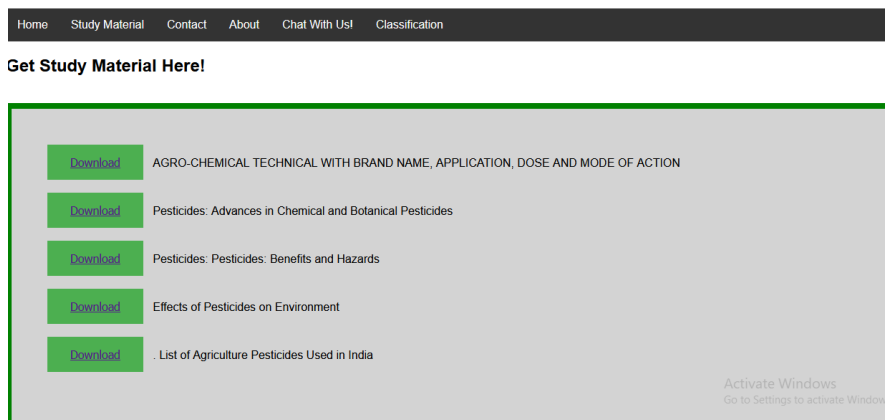 Home Study Material Contact About Chat With Us! Classification
Get Study Material Here!
Download AGRO-CHEMICAL TECHNICAL WITH BRAND NAME, APPLICATION, DOSE AND MODE OF ACTION
Download Pesticides: Advances in Chemical and Botanical Pesticides
Download Pesticides: Pesticides: Benefits and Hazards
Download Effects of Pesticides on Environment
Download . List of Agriculture Pesticides Used in India
Activate Windows
Go to Settings to activate Window